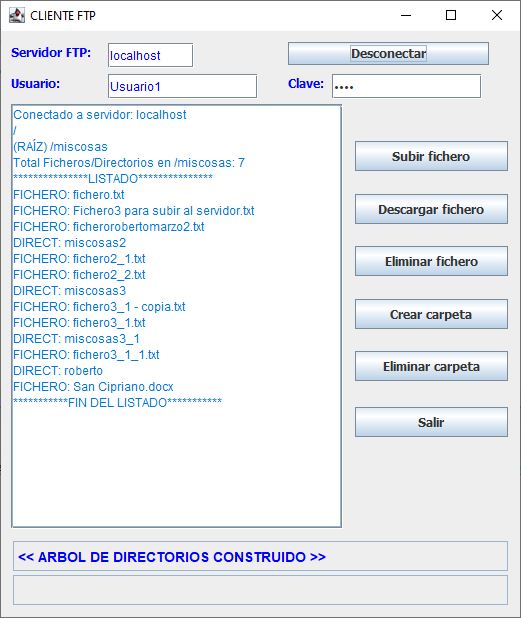 CLIENTE FTP
Servidor FTP: localhost Desconectar
Usuario: Usuario1 Clave: ••••
Conectado a servidor: localhost
/
(RAÍZ) /miscosas
Total Ficheros/Directorios en /miscosas: 7
***************LISTADO***************
FICHERO: fichero.txt
FICHERO: Fichero3 para subir al servidor.txt
FICHERO: ficherorobertomarzo2.txt
DIRECT: miscosas2
FICHERO: fichero2_1.txt
FICHERO: fichero2_2.txt
DIRECT: miscosas3
FICHERO: fichero3_1 - copia.txt
FICHERO: fichero3_1.txt
DIRECT: miscosas3_1
FICHERO: fichero3_1_1.txt
DIRECT: roberto
FICHERO: San Cipriano.docx
***********FIN DEL LISTADO***********
Subir fichero
Descargar fichero
Eliminar fichero
Crear carpeta
Eliminar carpeta
Salir
<< ARBOL DE DIRECTORIOS CONSTRUIDO >>